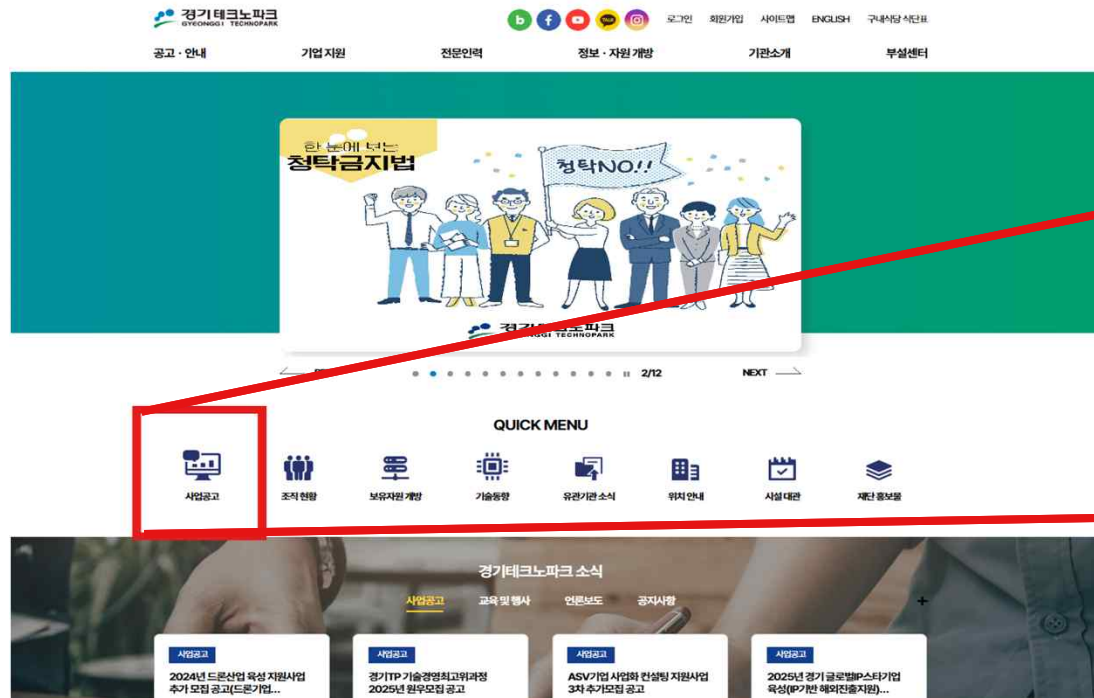 경기테크노파크
GYEONGGI TECHNOPARK
b f TALK 로그인 회원가입 사이트맵 ENGLISH 구내식당 식단표
공고 · 안내 기업 지원 전문인력 정보 · 자원 개방 기관소개 부설센터
한 눈에 보는
청탁금지법
청탁NO!!
2/12 NEXT
QUICK MENU
사업공고 조직 현황 보유자원 개방 기술동향 유관기관 소식 위치 안내 시설 대관 재단 홍보물
경기테크노파크 소식
사업공고 교육 및 행사 언론보도 공지사항 +
사업공고 사업공고 사업공고 사업공고
2024년 드론산업 육성 지원사업 경기TP 기술경영최고위과정 ASV기업 사업화 컨설팅 지원사업 2025년 경기 글로벌IP스타기업
추가 모집 공고(드론기업... 2025년 원우모집 공고 3차 추가모집 공고 육성(IP기반 해외진출지원)...